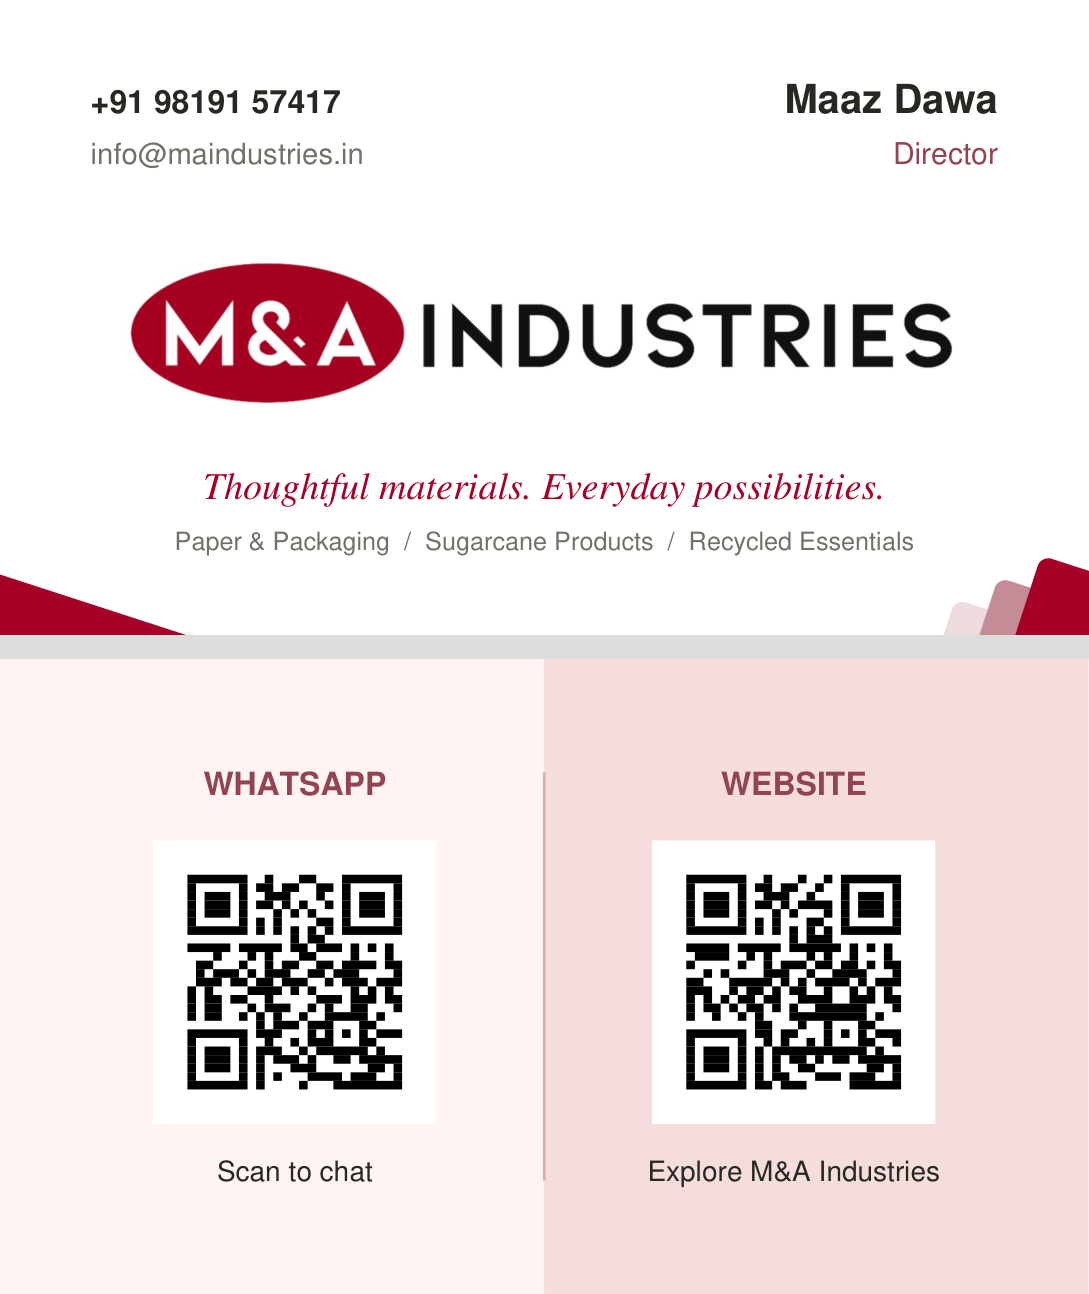 +91 98191 57417
info@maindustries.in
Maaz Dawa
Director
M&A INDUSTRIES
Thoughtful materials. Everyday possibilities.
Paper & Packaging / Sugarcane Products / Recycled Essentials
WHATSAPP
Scan to chat
WEBSITE
Explore M&A Industries